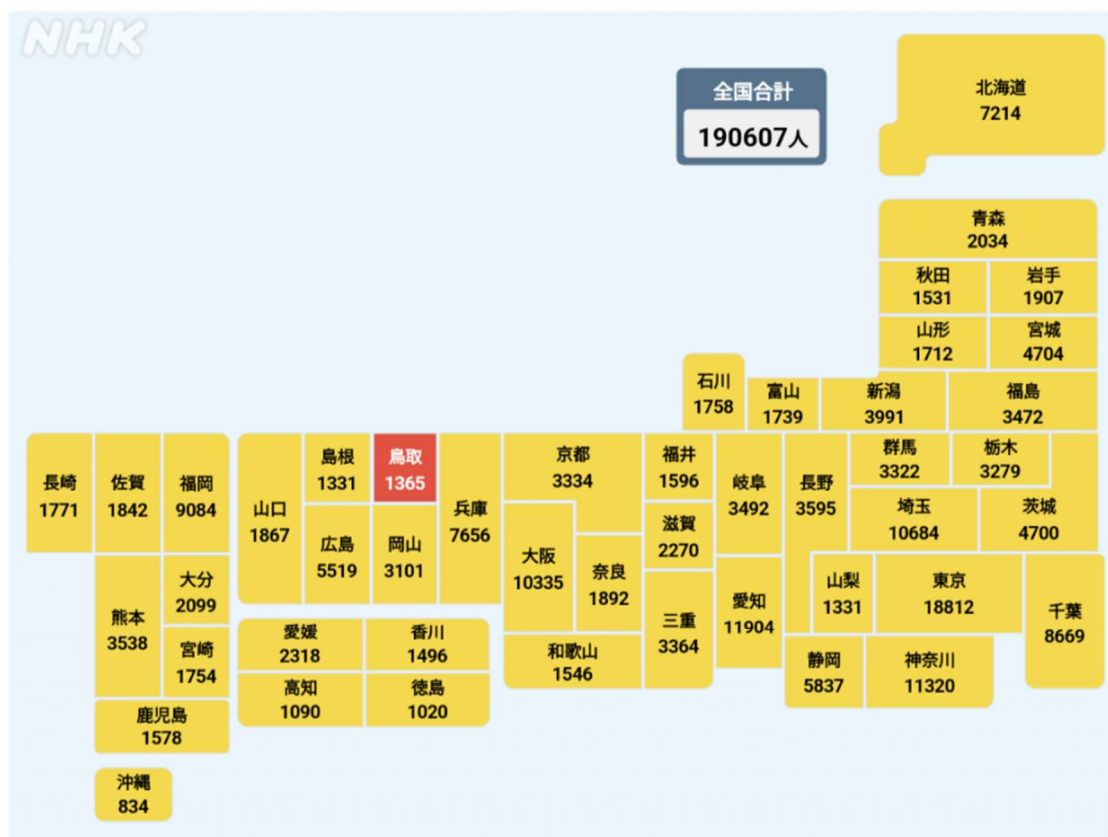 NHK
全国合計
190607人
北海道
7214
青森
2034
秋田
1531
岩手
1907
山形
1712
宮城
4704
石川
1758
富山
1739
新潟
3991
福島
3472
長崎
1771
佐賀
1842
福岡
9084
山口
1867
島根
1331
鳥取
1365
兵庫
7656
京都
3334
福井
1596
岐阜
3492
長野
3595
群馬
3322
栃木
3279
埼玉
10684
茨城
4700
広島
5519
岡山
3101
大阪
10335
奈良
1892
滋賀
2270
熊本
3538
大分
2099
宮崎
1754
愛媛
2318
香川
1496
高知
1090
徳島
1020
和歌山
1546
三重
3364
愛知
11904
山梨
1331
東京
18812
千葉
8669
静岡
5837
神奈川
11320
鹿児島
1578
沖縄
834